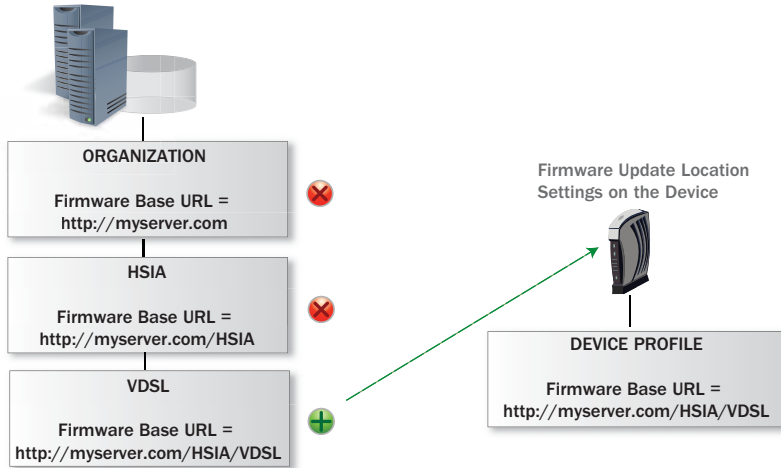 ORGANIZATION
Firmware Base URL =
http://myserver.com
HSIA
Firmware Base URL =
http://myserver.com/HSIA
VDSL
Firmware Base URL =
http://myserver.com/HSIA/VDSL
Firmware Update Location
Settings on the Device
DEVICE PROFILE
Firmware Base URL =
http://myserver.com/HSIA/VDSL